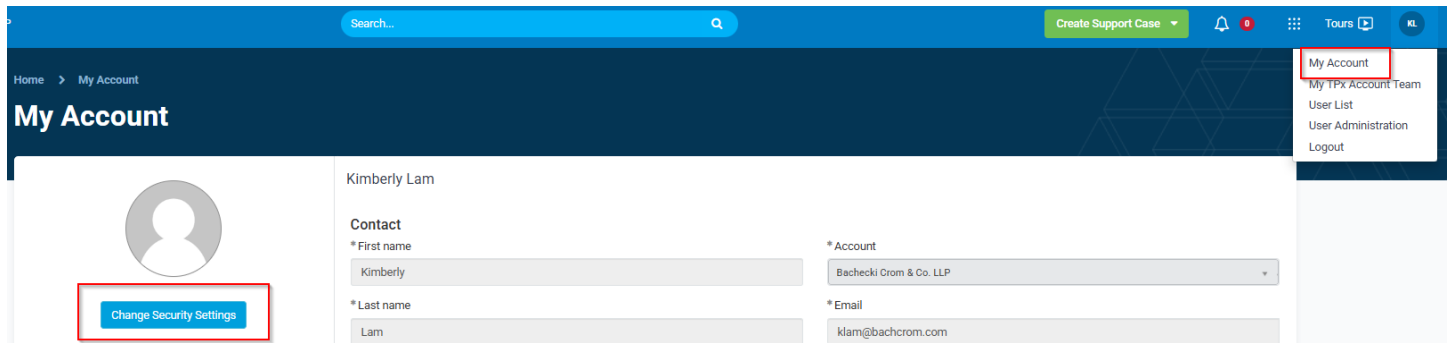 Search...
Create Support Case
0
Tours
KL
My Account
My TPx Account Team
User List
User Administration
Logout
Home > My Account
My Account
Change Security Settings
Kimberly Lam
Contact
*First name
Kimberly
*Account
Bachecki Crom & Co. LLP
*Last name
Lam
*Email
klam@bachcrom.com